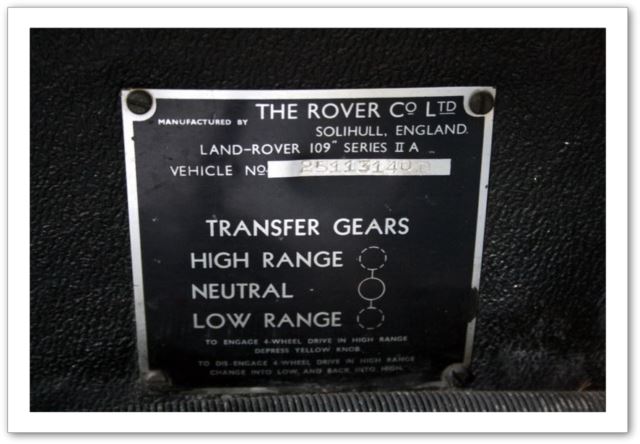 MANUFACTURED BY THE ROVER CO LTD
SOLIHULL, ENGLAND.
LAND-ROVER 109" SERIES II A
VEHICLE NO
TRANSFER GEARS
HIGH RANGE
NEUTRAL
LOW RANGE
TO ENGAGE 4-WHEEL DRIVE IN HIGH RANGE
DEPRESS YELLOW KNOB.
TO DIS-ENGAGE 4-WHEEL DRIVE IN HIGH RANGE
CHANGE INTO LOW, AND BACK INTO HIGH.